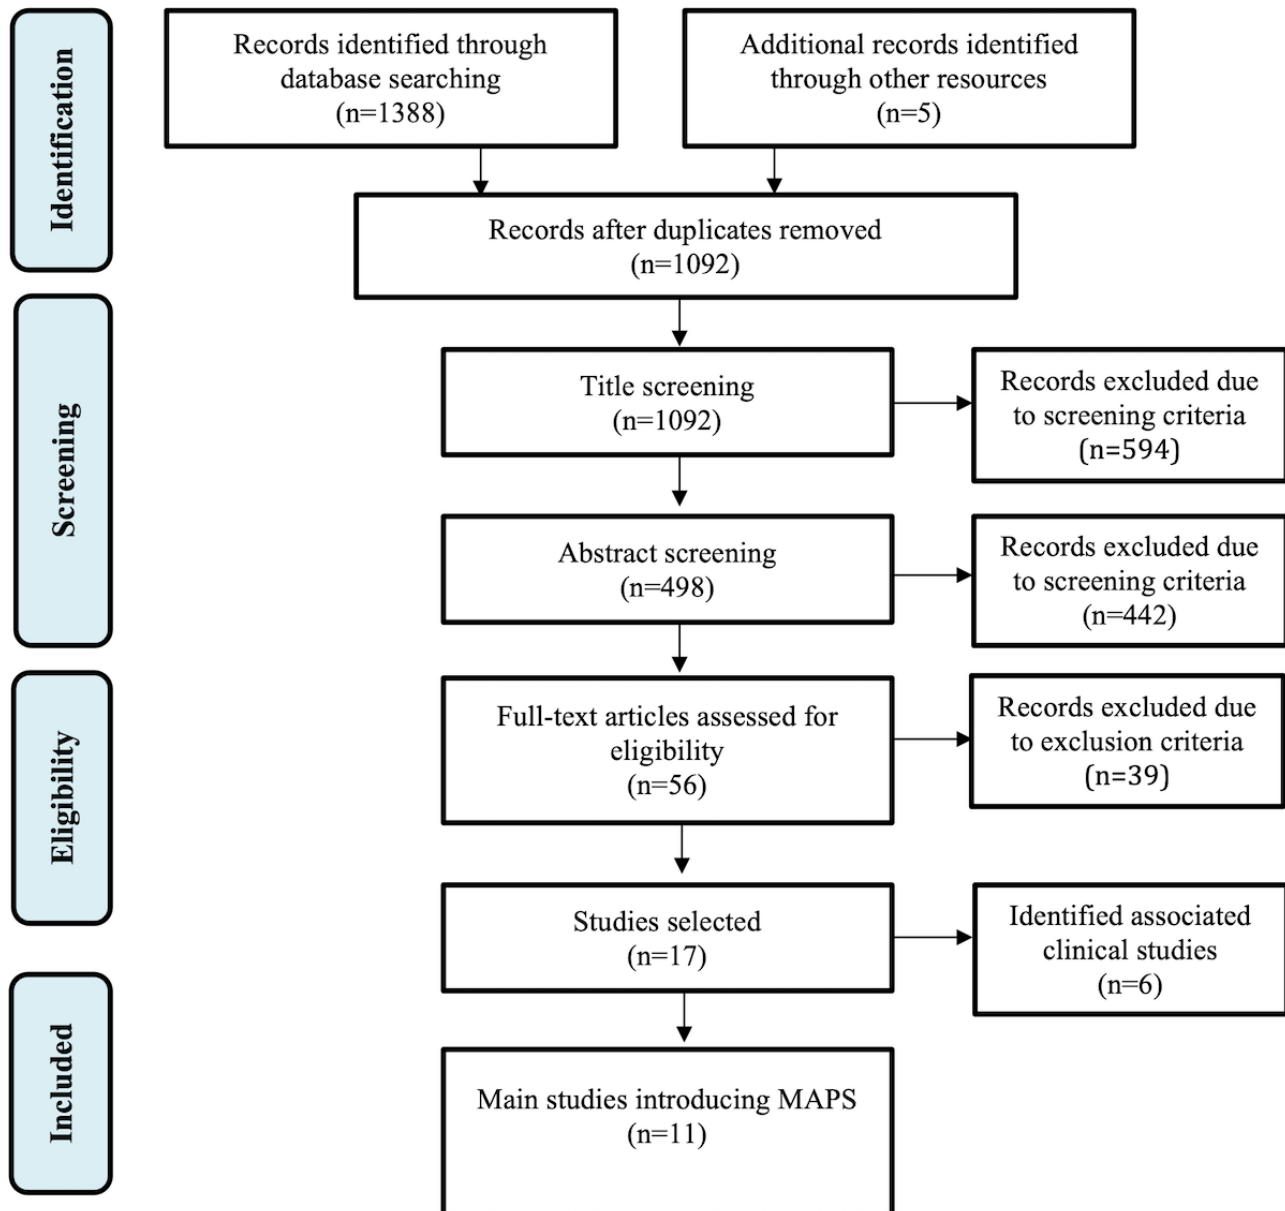 Identification
Records identified through
database searching
(n=1388)
Additional records identified
through other resources
(n=5)
Records after duplicates removed
(n=1092)
Screening
Title screening
(n=1092)
Records excluded due
to screening criteria
(n=594)
Abstract screening
(n=498)
Records excluded due
to screening criteria
(n=442)
Eligibility
Full-text articles assessed for
eligibility
(n=56)
Records excluded due
to exclusion criteria
(n=39)
Studies selected
(n=17)
Identified associated
clinical studies
(n=6)
Included
Main studies introducing MAPS
(n=11)